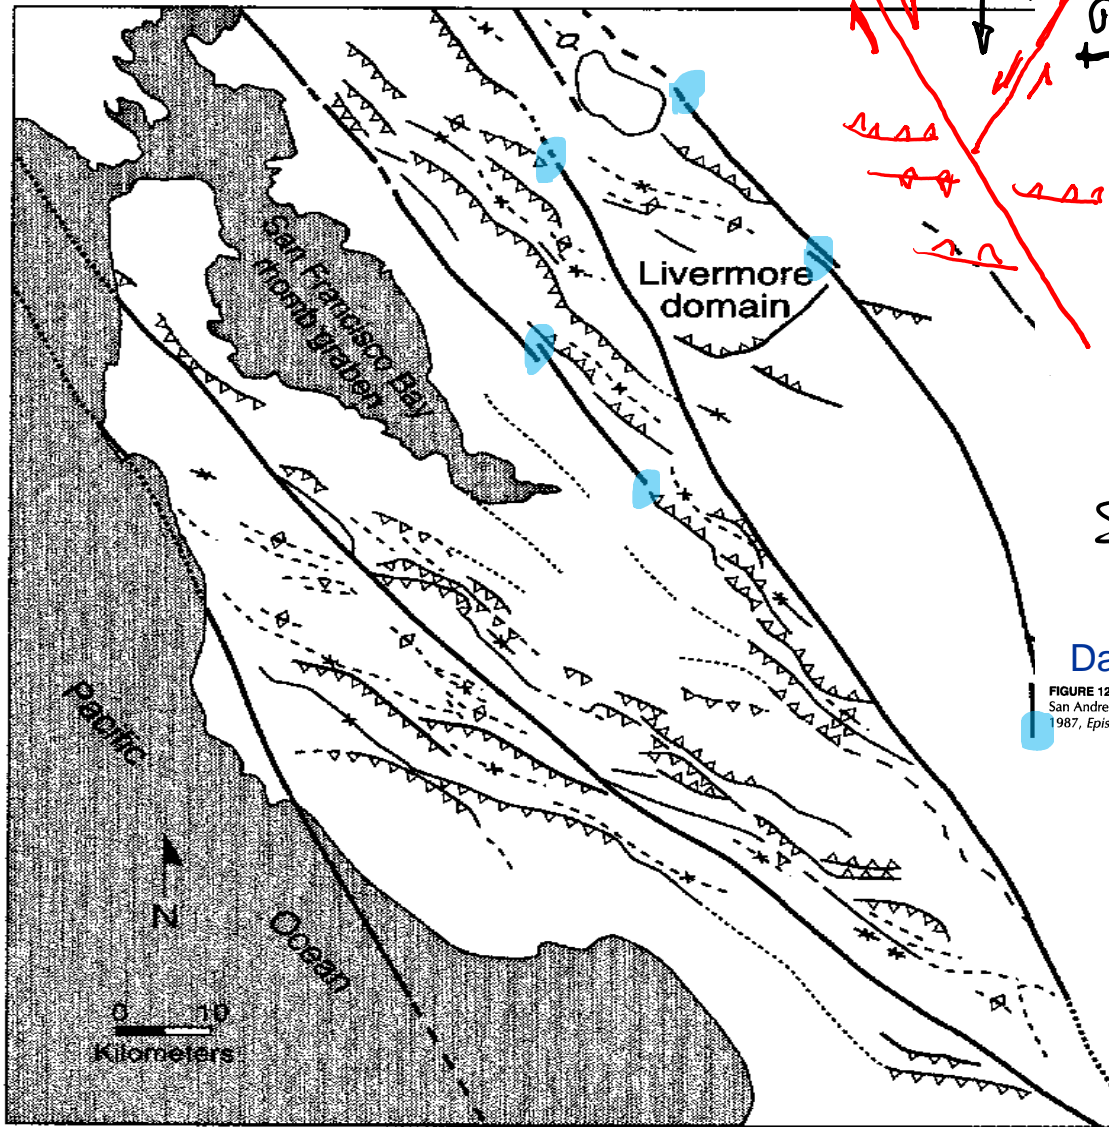 San Francisco Bay
rhomb graben
Livermore
domain
Da
FIGURE 12
San Andre
1987, Epis
Pacific
Ocean
N
0 10
Kilometers